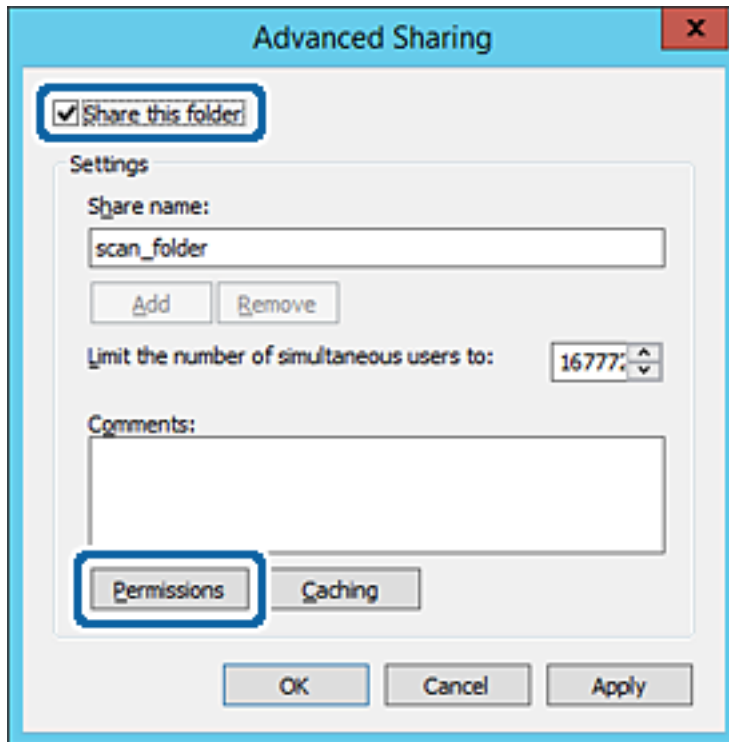 Advanced Sharing
x
Share this folder
Settings
Share name:
scan_folder
Add Remove
Limit the number of simultaneous users to:
Comments:
Permissions Caching
OK Cancel Apply